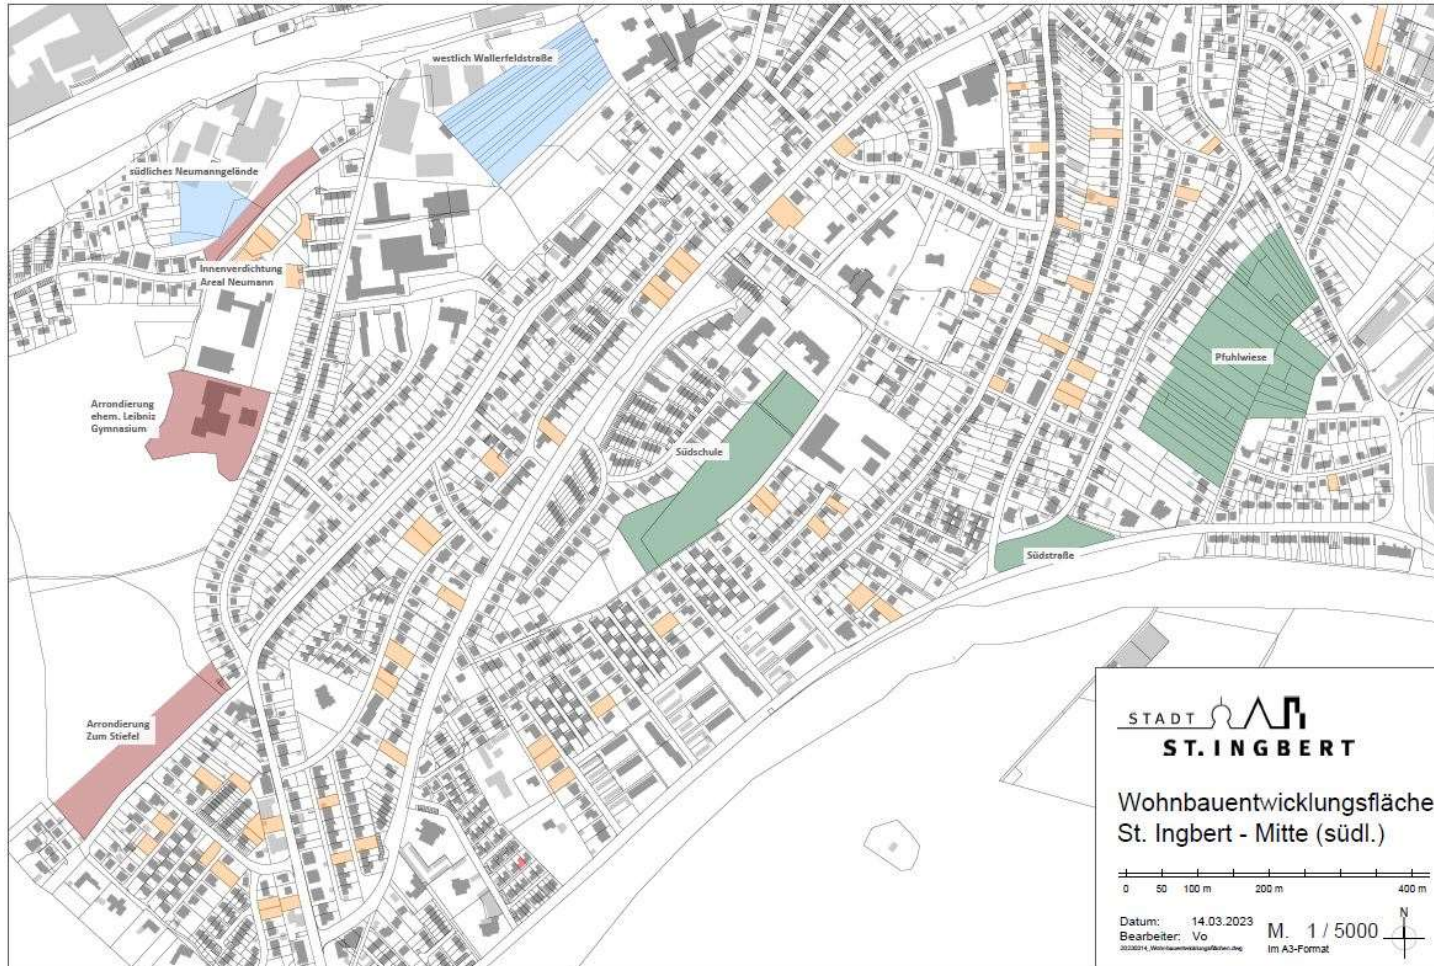 westlich Wallerfeldstraße
südliches Neumanngelände
Innenverdichtung
Areal Neumann
Arrondierung
ehem. Leibniz
Gymnasium
Pfuhlwiese
Südschule
Südstraße
Arrondierung
Zum Stiefel
STADT
ST. INGBERT
Wohnbauentwicklungsfläche
St. Ingbert - Mitte (südl.)
0 50 100 m 200 m 400 m
Datum: 14.03.2023
Bearbeiter: Vo
M. 1 / 5000
im A3-Format
N